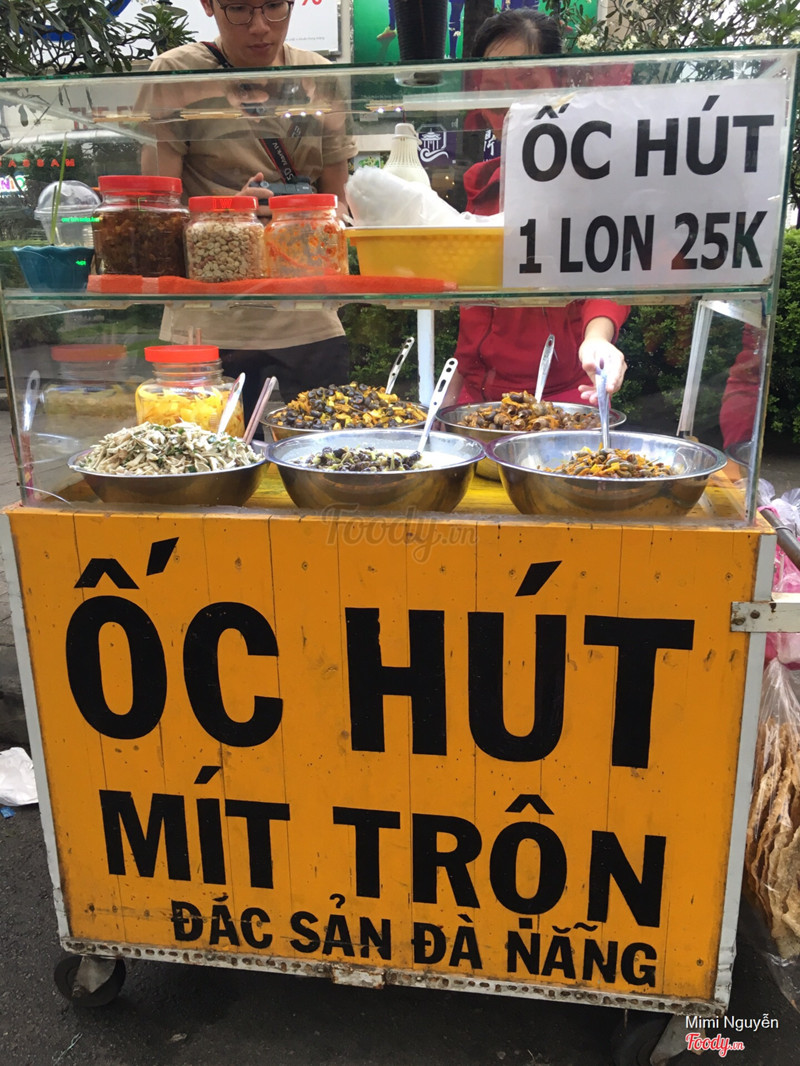 %
ỐC HÚT
1 LON 25K
Foody.vn
ỐC HÚT
MÍT TRỘN
ĐẶC SẢN ĐÀ NẴNG
Mimi Nguyễn
Foody.vn